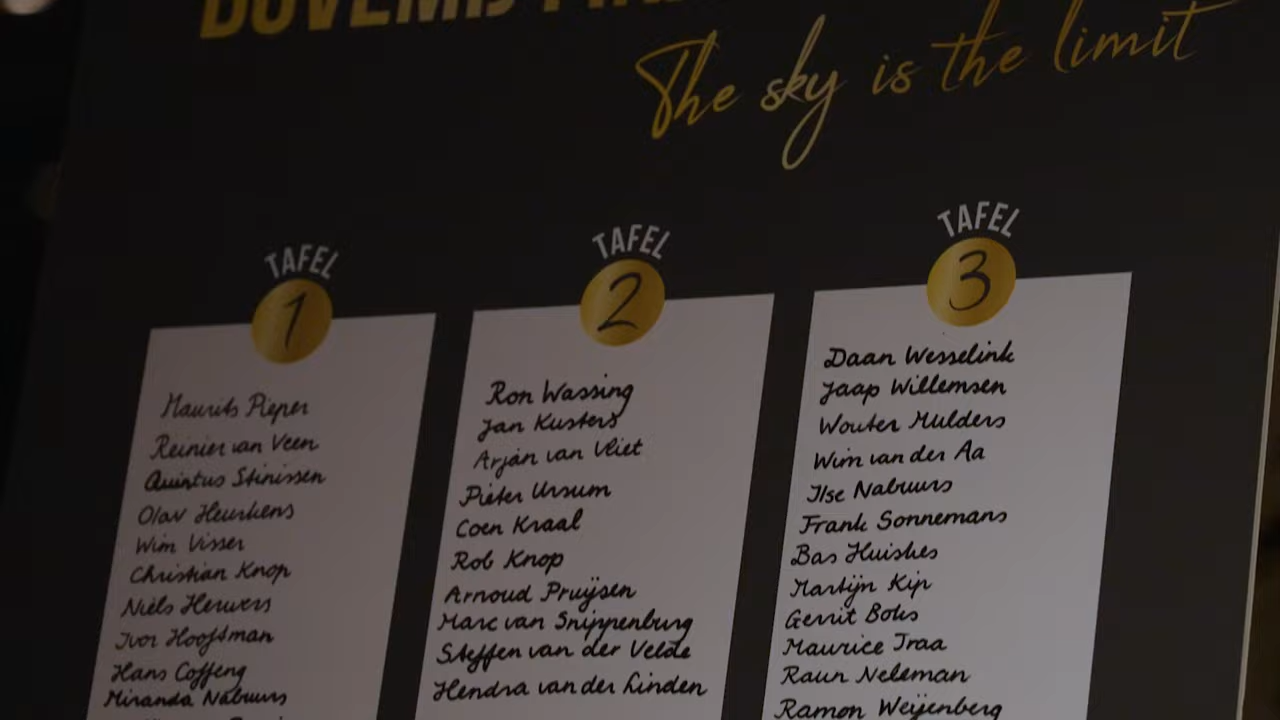 The sky is the limit
TAFEL
1
Maurits Pieper
Reinier van Veen
Quintus Stinissen
Olav Heurkens
Wim Visser
Christian Knop
Niels Herwers
Ivor Hooftman
Hans Coffeng
Miranda Nabuurs
TAFEL
2
Ron Wassing
Jan Kusters
Arjan van Vliet
Pieter Ursum
Coen Kraal
Rob Knop
Arnoud Pruijsen
Marc van Snippenburg
Steffen van der Velde
Hendra van der Linden
TAFEL
3
Daan Wesselink
Jaap Willemsen
Wouter Mulders
Wim van der Aa
Ilse Nabuurs
Frank Sonnemans
Bas Huiskes
Martijn Kip
Gerrit Boks
Maurice Traa
Raun Neleman
Ramon Weijenberg